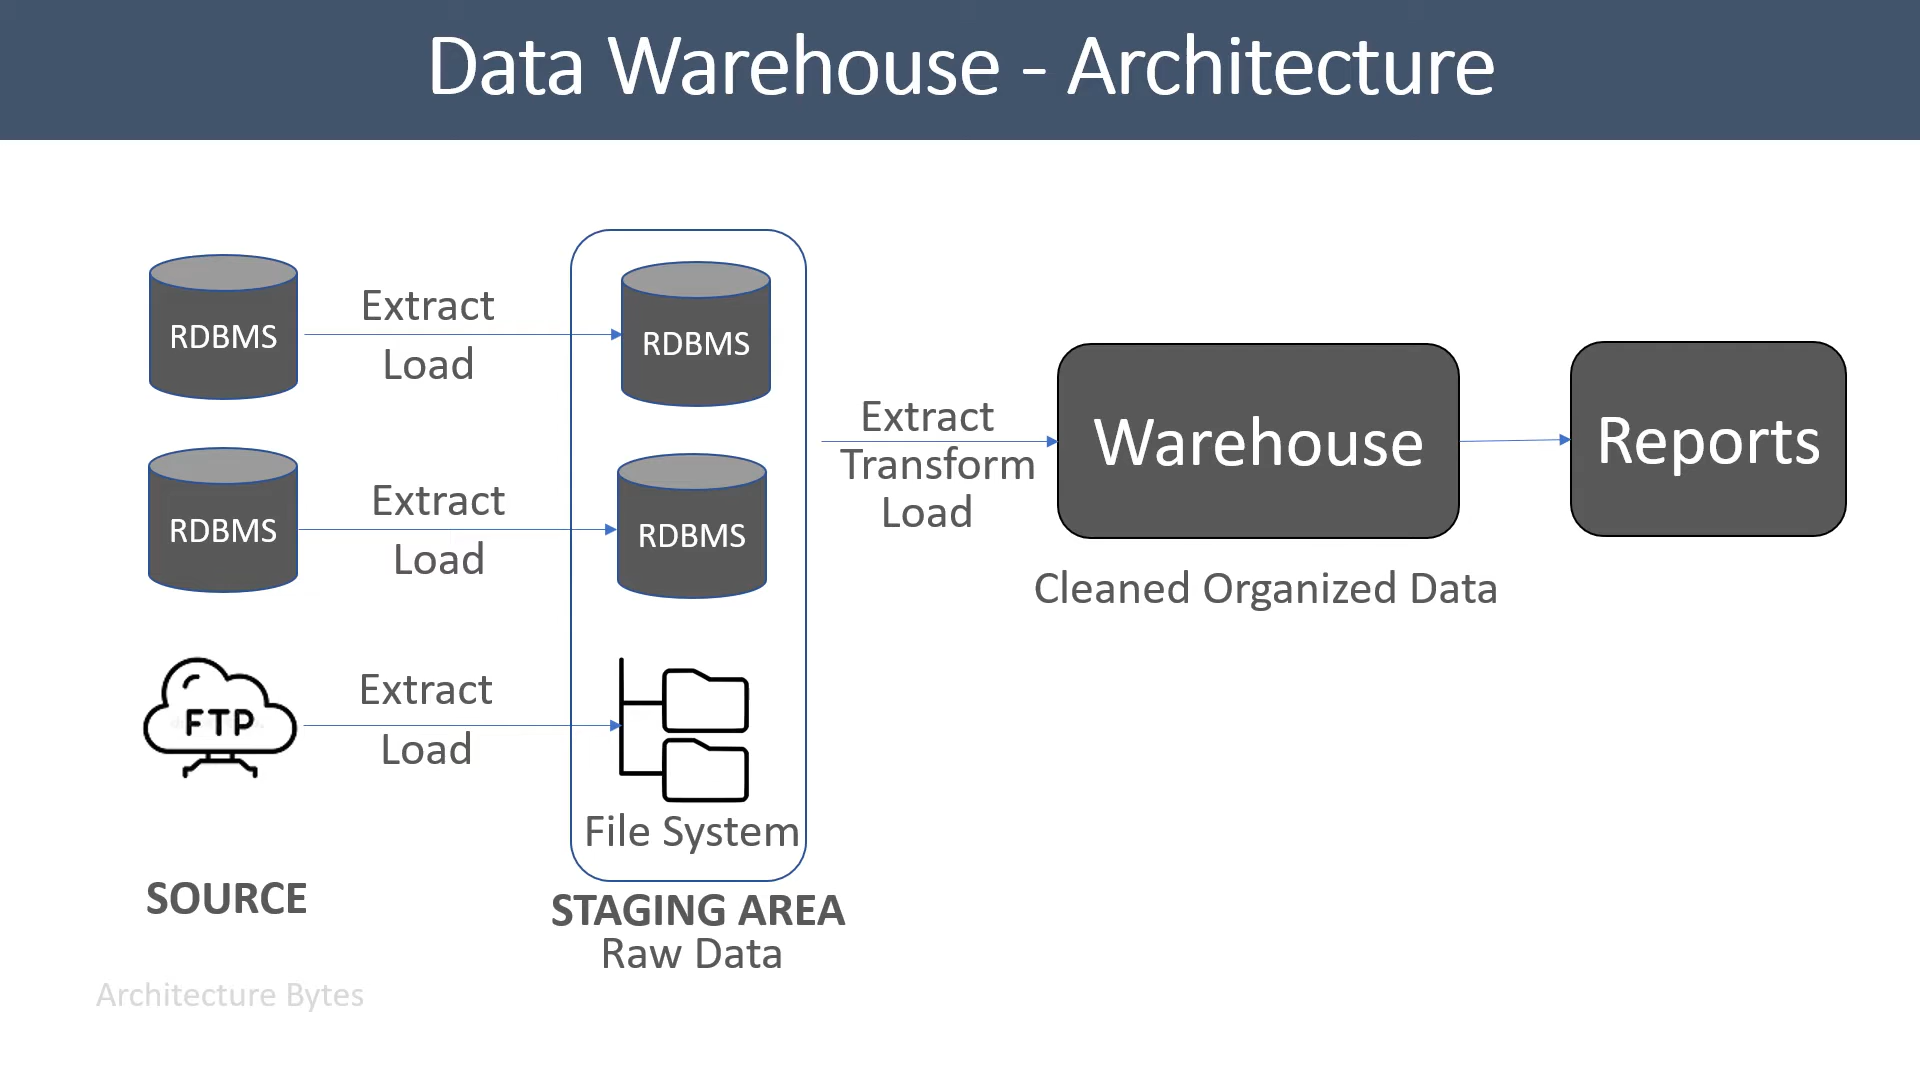 Data Warehouse - Architecture
RDBMS
Extract
Load
RDBMS
RDBMS
Extract
Load
RDBMS
FTP
Extract
Load
File System
SOURCE
STAGING AREA
Raw Data
Extract
Transform
Load
Warehouse
Cleaned Organized Data
Reports
Architecture Bytes